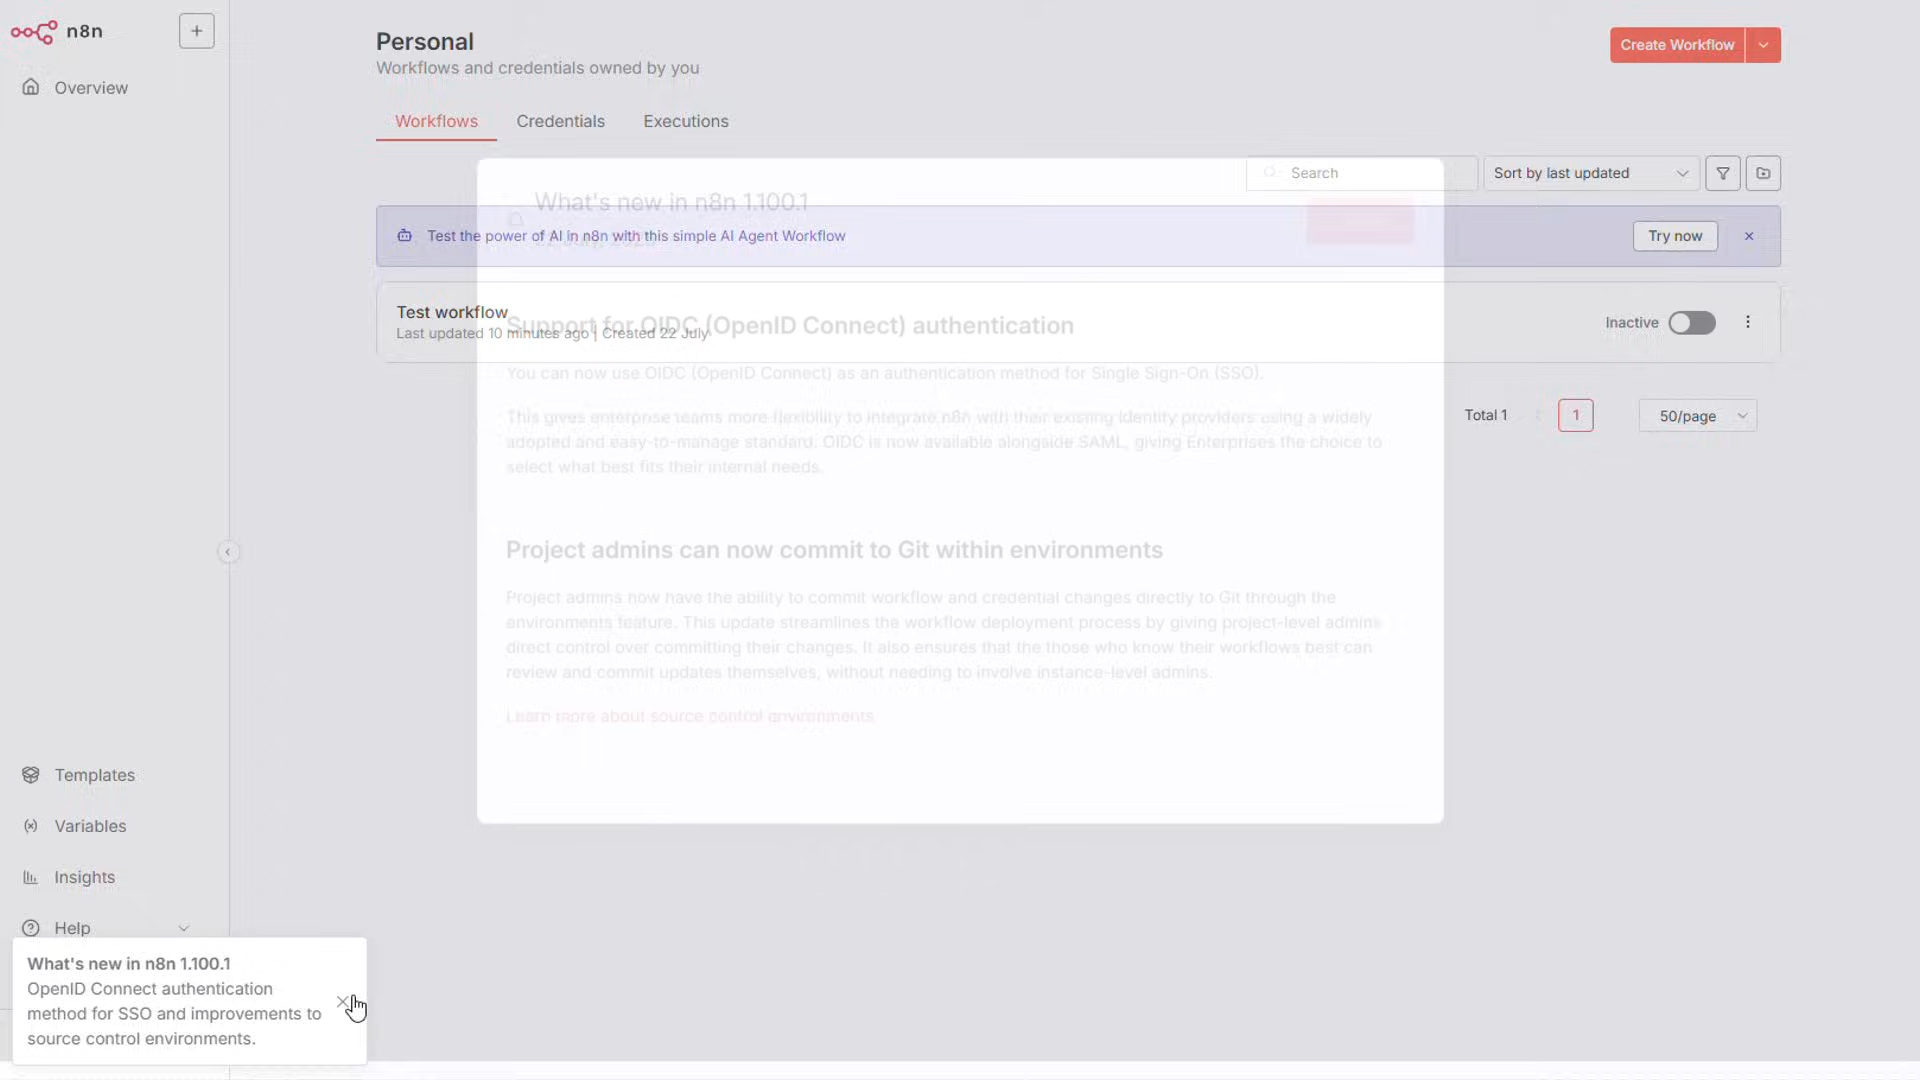 n8n
Overview
Personal
Workflows and credentials owned by you
Create Workflow
Workflows
Credentials
Executions
Search
Sort by last updated
What's new in n8n 1.100.1
Test the power of AI in n8n with this simple AI Agent Workflow
Try now
Test workflow
Last updated 10 minutes ago | Created 22 July
Inactive
Support for OIDC (OpenID Connect) authentication
You can now use OIDC (OpenID Connect) as an authentication method for Single Sign-On (SSO).
This gives enterprise teams more flexibility to integrate n8n with their existing identity providers using a widely
adopted and easy-to-manage standard. OIDC is now available alongside SAML, giving Enterprises the choice to
select what best fits their internal needs.
Total 1
1
50/page
Project admins can now commit to Git within environments
Project admins now have the ability to commit workflow and credential changes directly to Git through the
environments feature. This update streamlines the workflow deployment process by giving project-level admins
direct control over committing their changes. It also ensures that the those who know their workflows best can
review and commit updates themselves, without needing to involve instance-level admins.
Learn more about source control environments
Templates
Variables
Insights
Help
What's new in n8n 1.100.1
OpenID Connect authentication
method for SSO and improvements to
source control environments.